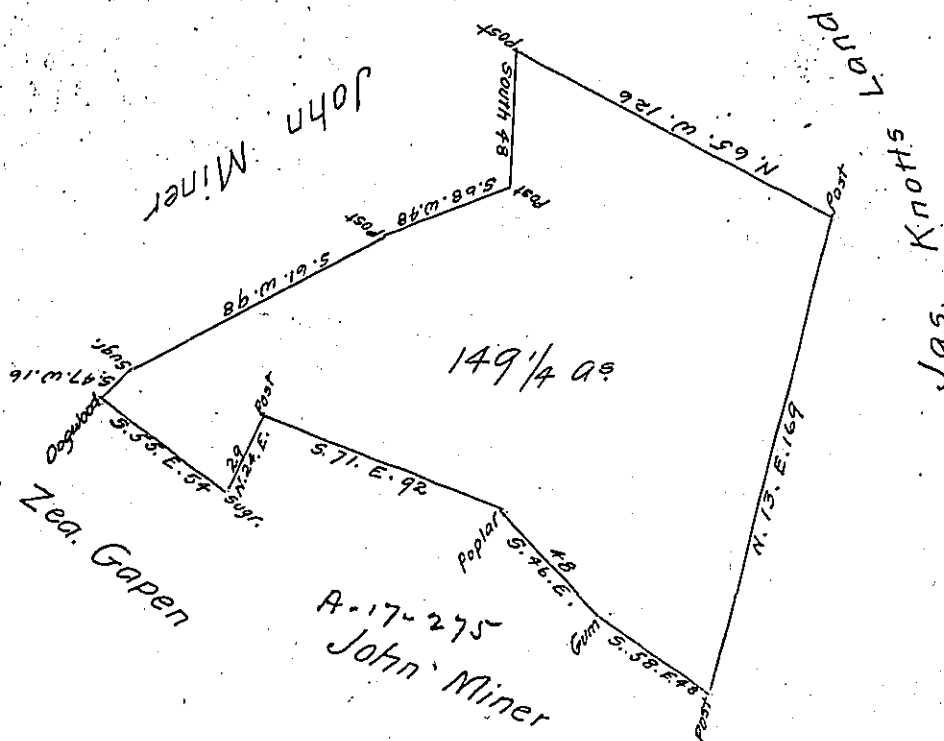 Post
N. 65. W. 126
Post
Land
Knotts
Jas.
John Miner
South 48
Post
S. 68. W. 48
Post
S. 61. W. 98
Sugr.
S. 47. W. 16
Dogwood
S. 55. E. 54
Sugr.
29
N. 24. E.
Post
149 1/4 as
S. 71. E. 92
Poplar
48
S. 46. E.
Gum
S. 58. E. 48
Post
N. 13. E. 169
Zea. Gapen
A-17-275
John Miner